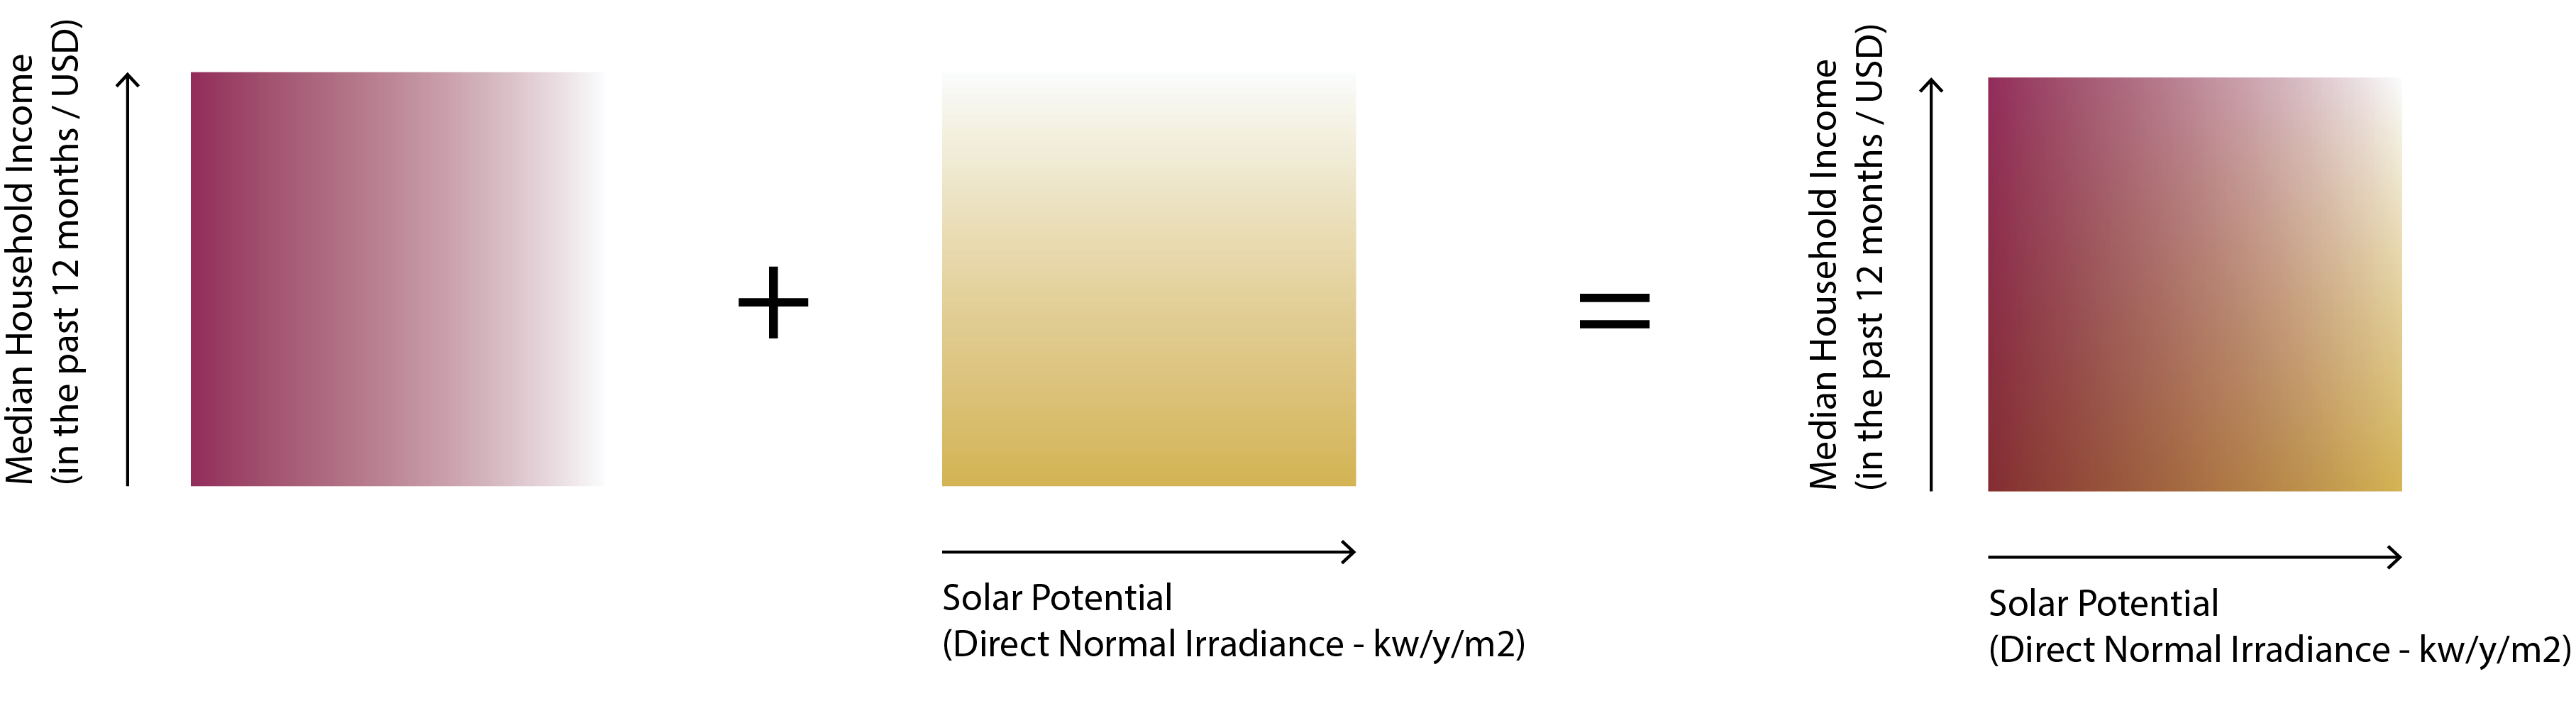 Median Household Income
(in the past 12 months / USD)
+
Solar Potential
(Direct Normal Irradiance - kw/y/m2)
=
Median Household Income
(in the past 12 months / USD)
Solar Potential
(Direct Normal Irradiance - kw/y/m2)